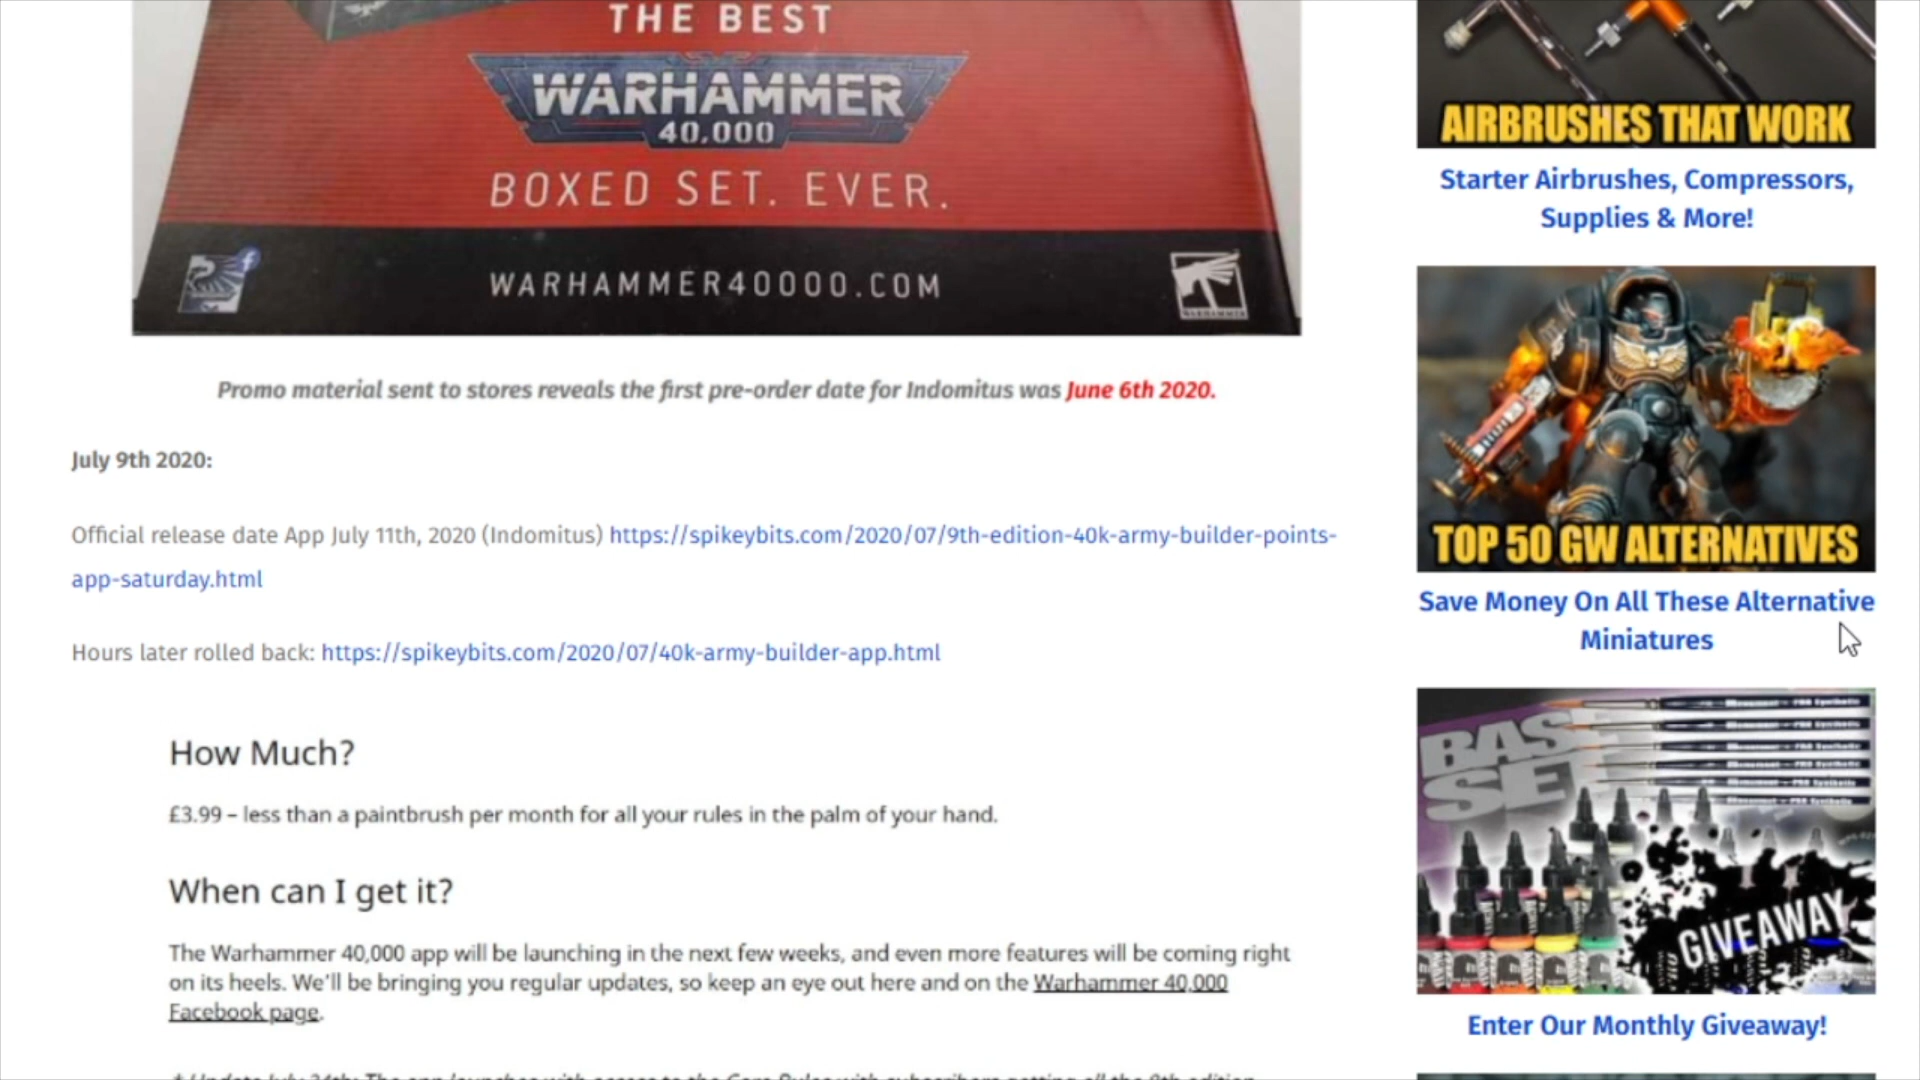 THE BEST
WARHAMMER
40,000
BOXED SET. EVER.
WARHAMMER40000.COM
WARHAMMER
Promo material sent to stores reveals the first pre-order date for Indomitus was June 6th 2020.
July 9th 2020:
Official release date App July 11th, 2020 (Indomitus) https://spikeybits.com/2020/07/9th-edition-40k-army-builder-points-
app-saturday.html
Hours later rolled back: https://spikeybits.com/2020/07/40k-army-builder-app.html
How Much?
£3.99 – less than a paintbrush per month for all your rules in the palm of your hand.
When can I get it?
The Warhammer 40,000 app will be launching in the next few weeks, and even more features will be coming right
on its heels. We'll be bringing you regular updates, so keep an eye out here and on the Warhammer 40,000
Facebook page.
AIRBRUSHES THAT WORK
Starter Airbrushes, Compressors,
Supplies & More!
TOP 50 GW ALTERNATIVES
Save Money On All These Alternative
Miniatures
BASE
SET
GIVEAWAY
Enter Our Monthly Giveaway!